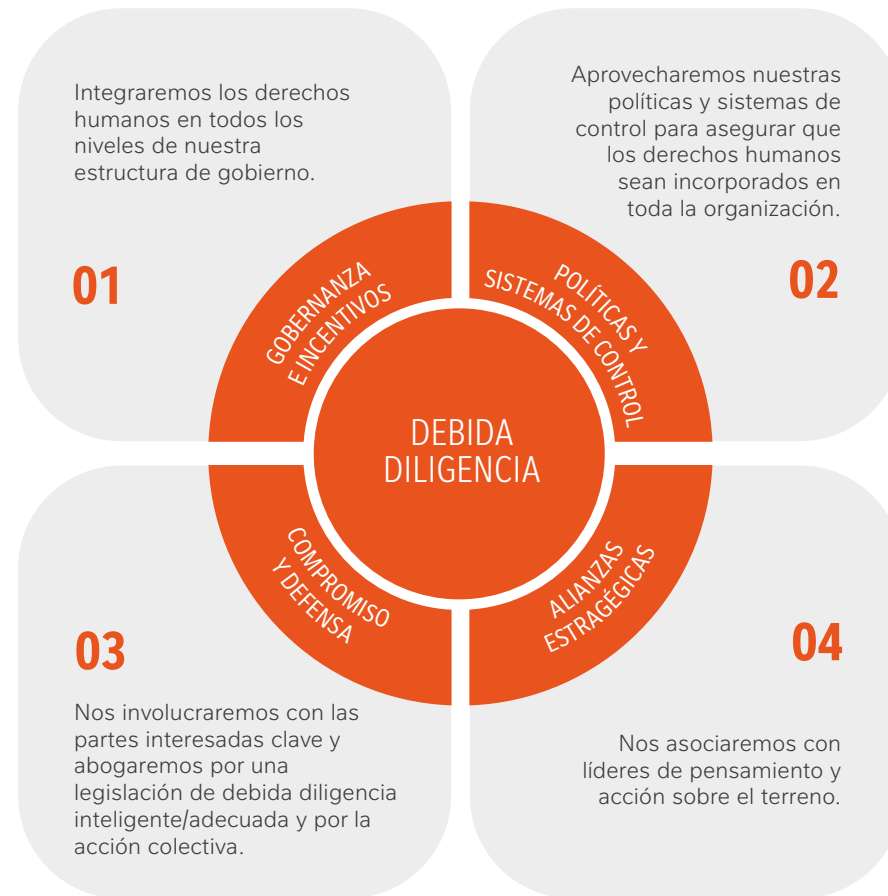 Integraremos los derechos
humanos en todos los
niveles de nuestra
estructura de gobierno.
01
GOBERNANZA
E INCENTIVOS
Aprovecharemos nuestras
políticas y sistemas de
control para asegurar que
los derechos humanos
sean incorporados en
toda la organización.
02
POLÍTICAS Y
SISTEMAS DE CONTROL
DEBIDA
DILIGENCIA
COMPROMISO
Y DEFENSA
03
Nos involucraremos con las
partes interesadas clave y
abogaremos por una
legislación de debida diligencia
inteligente/adecuada y por la
acción colectiva.
ALIANZAS
ESTRAGÉGICAS
04
Nos asociaremos con
líderes de pensamiento y
acción sobre el terreno.